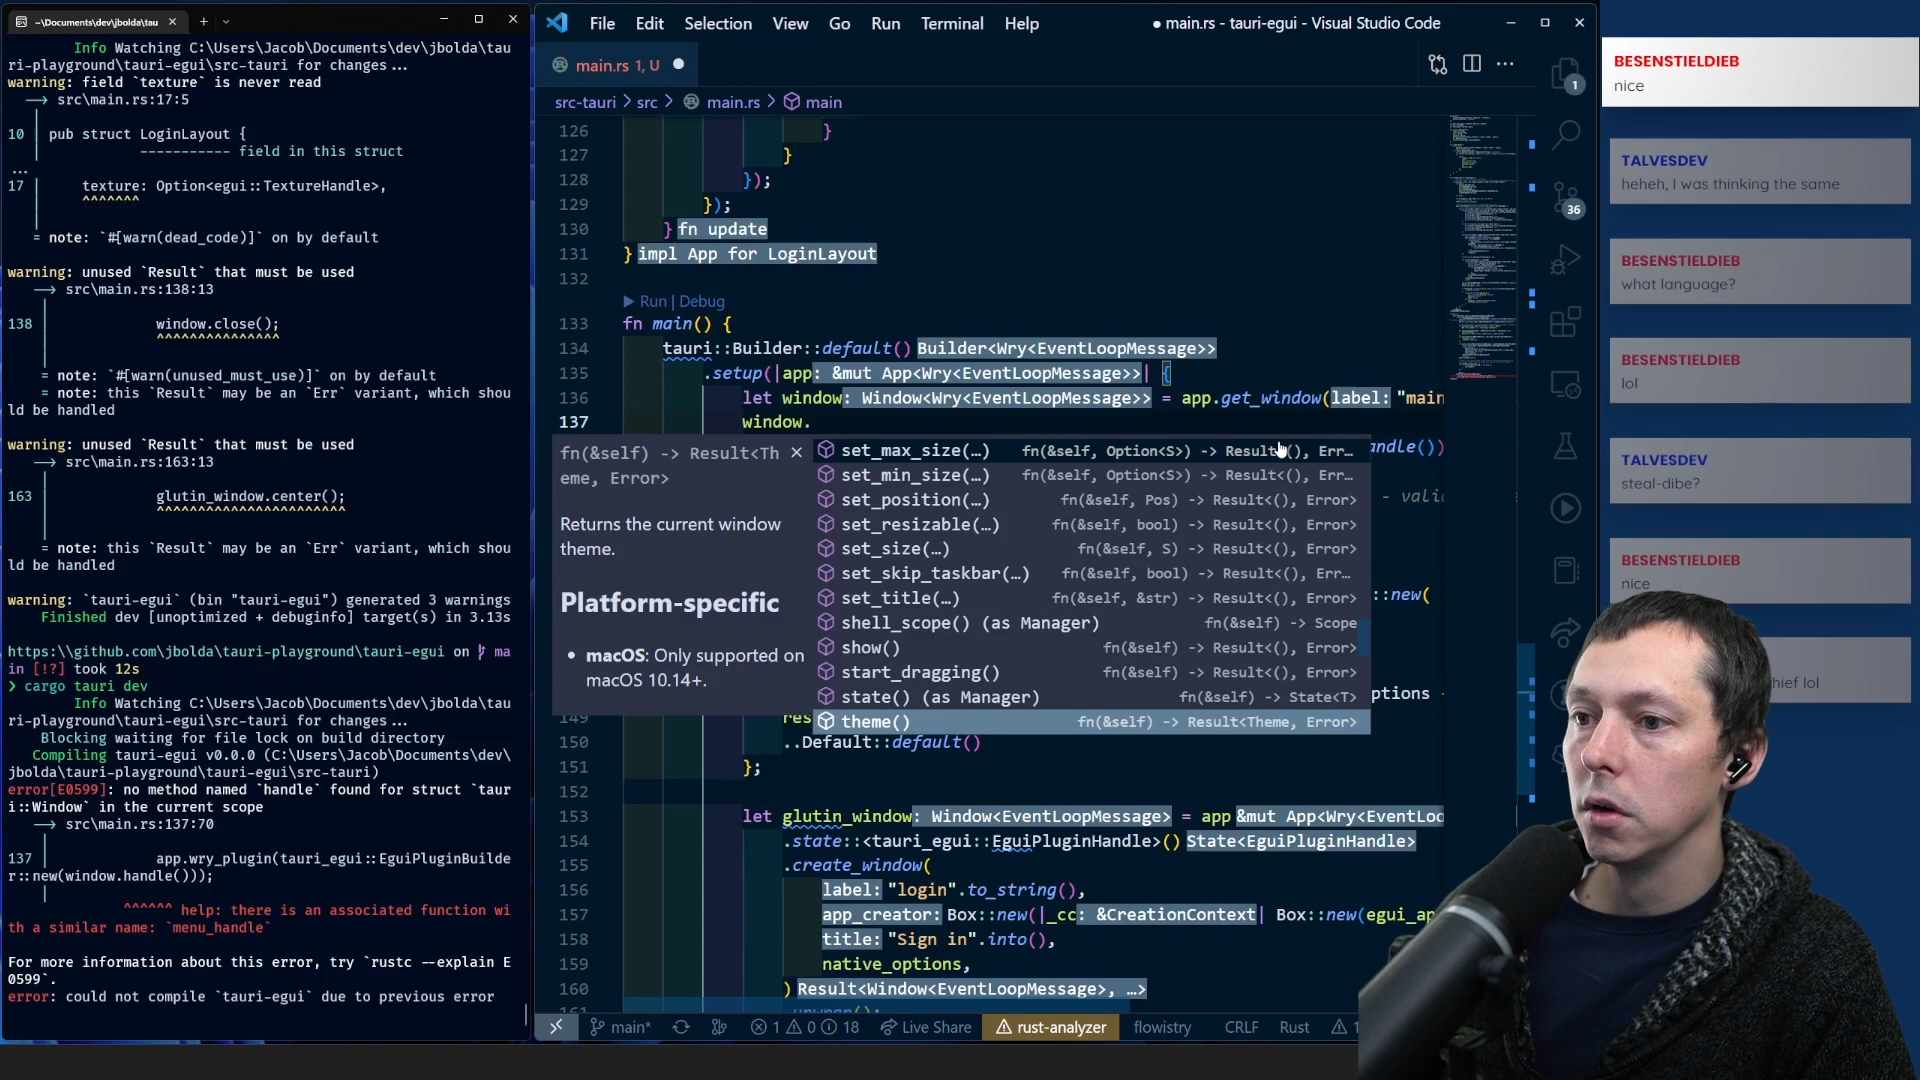 ~\Documents\dev\jbolda\tau
Info Watching C:\Users\Jacob\Documents\dev\jbolda\tau
ri-playground\tauri-egui\src-tauri for changes...
warning: field `texture` is never read
--> src\main.rs:17:5
10 | pub struct LoginLayout {
----------- field in this struct
...
17 | texture: Option<egui::TextureHandle>,
^^^^^^^
= note: `#[warn(dead_code)]` on by default
warning: unused `Result` that must be used
--> src\main.rs:138:13
138 | window.close();
^^^^^^^^^^^^^^^
= note: `#[warn(unused_must_use)]` on by default
= note: this `Result` may be an `Err` variant, which shou
ld be handled
warning: unused `Result` that must be used
--> src\main.rs:163:13
163 | glutin_window.center();
^^^^^^^^^^^^^^^^^^^^^^^
= note: this `Result` may be an `Err` variant, which shou
ld be handled
warning: `tauri-egui` (bin "tauri-egui") generated 3 warnings
Finished dev [unoptimized + debuginfo] target(s) in 3.13s
https:\\github.com\jbolda\tauri-playground\tauri-egui on ma
in [!?] took 12s
❯ cargo tauri dev
Info Watching C:\Users\Jacob\Documents\dev\jbolda\tau
ri-playground\tauri-egui\src-tauri for changes...
Blocking waiting for file lock on build directory
Compiling tauri-egui v0.0.0 (C:\Users\Jacob\Documents\dev\
jbolda\tauri-playground\tauri-egui\src-tauri)
error[E0599]: no method named `handle` found for struct `taur
i::Window` in the current scope
--> src\main.rs:137:70
137 | app.wry_plugin(tauri_egui::EguiPluginBuilde
r::new(window.handle()));
^^^^^^ help: there is an associated function wi
th a similar name: `menu_handle`
For more information about this error, try `rustc --explain E
0599`.
error: could not compile `tauri-egui` due to previous error
File Edit Selection View Go Run Terminal Help
● main.rs - tauri-egui - Visual Studio Code
main.rs 1, U
src-tauri > src > main.rs > main
126 }
127 }
128 });
129 });
130 } fn update
131 } impl App for LoginLayout
132
Run | Debug
133 fn main() {
134 tauri::Builder::default() Builder<Wry<EventLoopMessage>>
135 .setup(|app: &mut App<Wry<EventLoopMessage>>| {
136 let window: Window<Wry<EventLoopMessage>> = app.get_window(label: "main
137 window.
andle())
- vali
::new(
ptions
fn(&self) -> Result<Th
eme, Error>
Returns the current window
theme.
Platform-specific
• macOS: Only supported on
macOS 10.14+.
set_max_size(…) fn(&self, Option<S>) -> Result<(), Err…
set_min_size(…) fn(&self, Option<S>) -> Result<(), Err…
set_position(…) fn(&self, Pos) -> Result<(), Error>
set_resizable(…) fn(&self, bool) -> Result<(), Error>
set_size(…) fn(&self, S) -> Result<(), Error>
set_skip_taskbar(…) fn(&self, bool) -> Result<(), Err…
set_title(…) fn(&self, &str) -> Result<(), Error>
shell_scope() (as Manager) fn(&self) -> Scope
show() fn(&self) -> Result<(), Error>
start_dragging() fn(&self) -> Result<(), Error>
state() (as Manager) fn(&self) -> State<T>
theme() fn(&self) -> Result<Theme, Error>
149 res
150 ..Default::default()
151 };
152
153 let glutin_window: Window<EventLoopMessage> = app &mut App<Wry<EventLoo
154 .state::<tauri_egui::EguiPluginHandle>() State<EguiPluginHandle>
155 .create_window(
156 label: "login".to_string(),
157 app_creator: Box::new(|_cc: &CreationContext| Box::new(egui_ap
158 title: "Sign in".into(),
159 native_options,
160 ) Result<Window<EventLoopMessage>, …>
161 .unwrap();
main* 1 0 18 Live Share rust-analyzer flowistry CRLF Rust 1
1
36
BESENSTIELDIEB
nice
TALVESDEV
heheh, I was thinking the same
BESENSTIELDIEB
what language?
BESENSTIELDIEB
lol
TALVESDEV
steal-dibe?
BESENSTIELDIEB
nice
hief lol